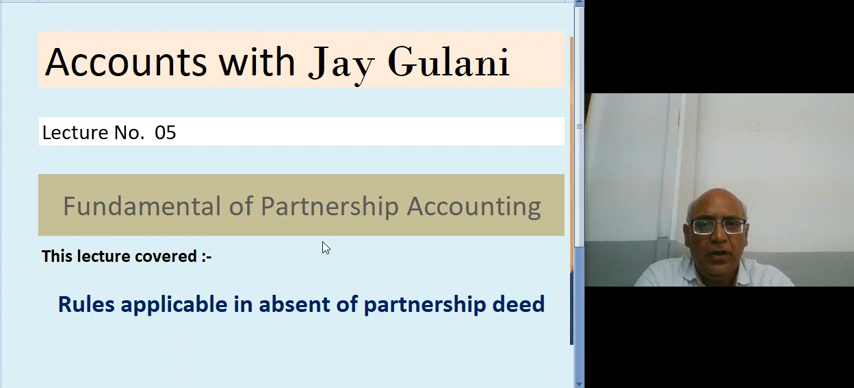 Accounts with Jay Gulani
Lecture No. 05
Fundamental of Partnership Accounting
This lecture covered :-
Rules applicable in absent of partnership deed